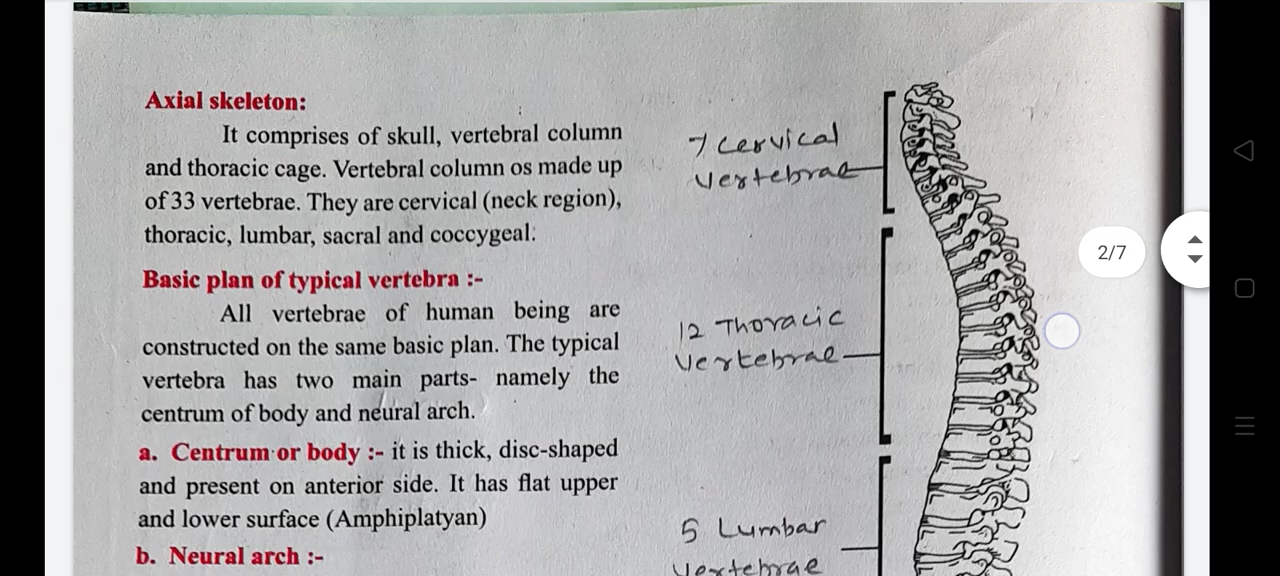 Axial skeleton:
It comprises of skull, vertebral column
and thoracic cage. Vertebral column os made up
of 33 vertebrae. They are cervical (neck region),
thoracic, lumbar, sacral and coccygeal.
Basic plan of typical vertebra :-
All vertebrae of human being are
constructed on the same basic plan. The typical
vertebra has two main parts- namely the
centrum of body and neural arch.
a. Centrum or body :- it is thick, disc-shaped
and present on anterior side. It has flat upper
and lower surface (Amphiplatyan)
b. Neural arch :-
7 Cervical
Vertebrae
12 Thoracic
Vertebrae
5 Lumbar
Vertebrae
2/7